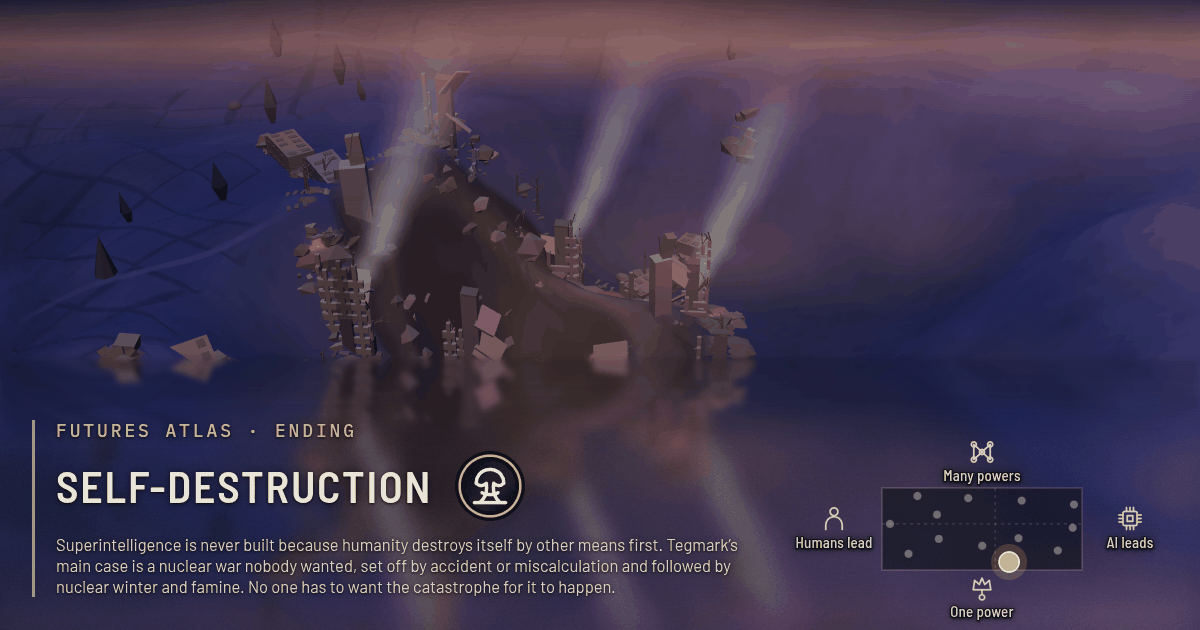 FUTURES ATLAS · ENDING
SELF-DESTRUCTION
Superintelligence is never built because humanity destroys itself by other means first. Tegmark's
main case is a nuclear war nobody wanted, set off by accident or miscalculation and followed by
nuclear winter and famine. No one has to want the catastrophe for it to happen.
Many powers
Humans lead
AI leads
One power